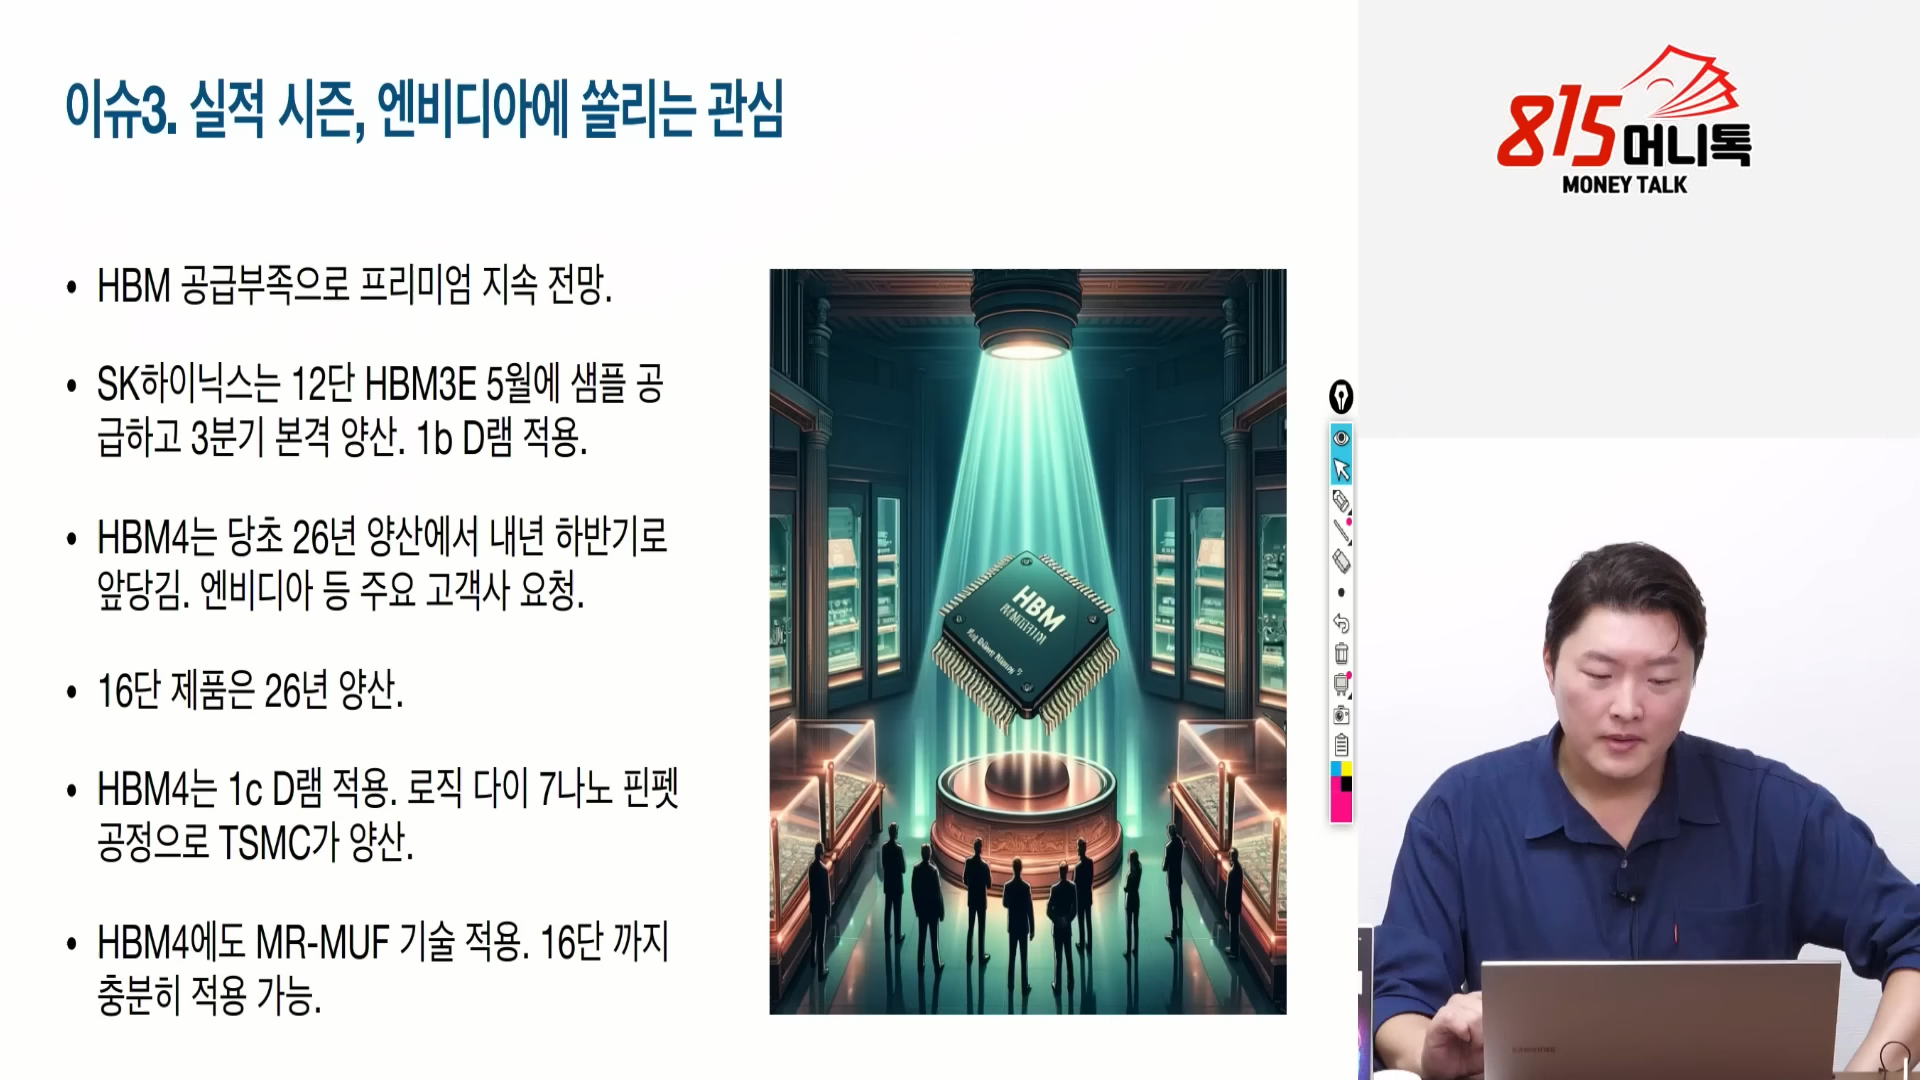 이슈3. 실적 시즌, 엔비디아에 쏠리는 관심
815머니톡
MONEY TALK
• HBM 공급부족으로 프리미엄 지속 전망.
• SK하이닉스는 12단 HBM3E 5월에 샘플 공
급하고 3분기 본격 양산. 1b D램 적용.
• HBM4는 당초 26년 양산에서 내년 하반기로
앞당김. 엔비디아 등 주요 고객사 요청.
• 16단 제품은 26년 양산.
• HBM4는 1c D램 적용. 로직 다이 7나노 핀펫
공정으로 TSMC가 양산.
• HBM4에도 MR-MUF 기술 적용. 16단 까지
충분히 적용 가능.
HBM
SAMSUNG